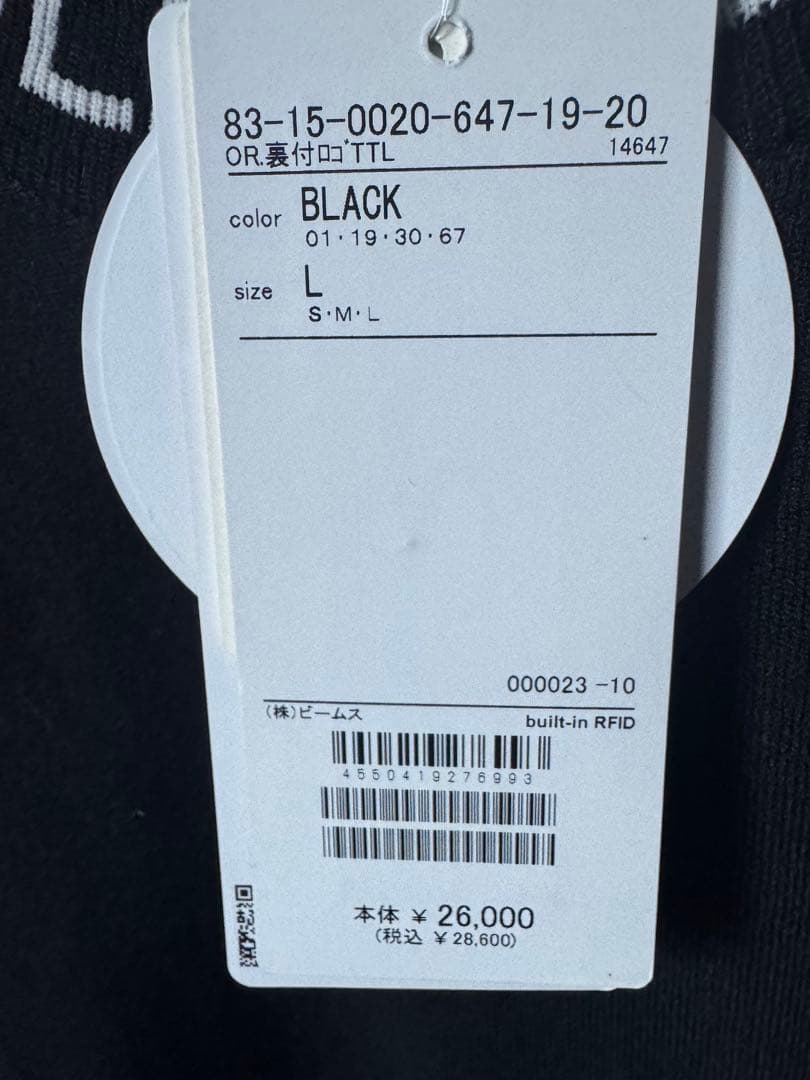 83-15-0020-647-19-20
OR.裏付ﾛｺﾞTTL 14647
color BLACK
01・19・30・67
size L
S・M・L
000023 -10
(株)ビームス built-in RFID
4550419276993
本体 ¥ 26,000
(税込 ¥ 28,600)